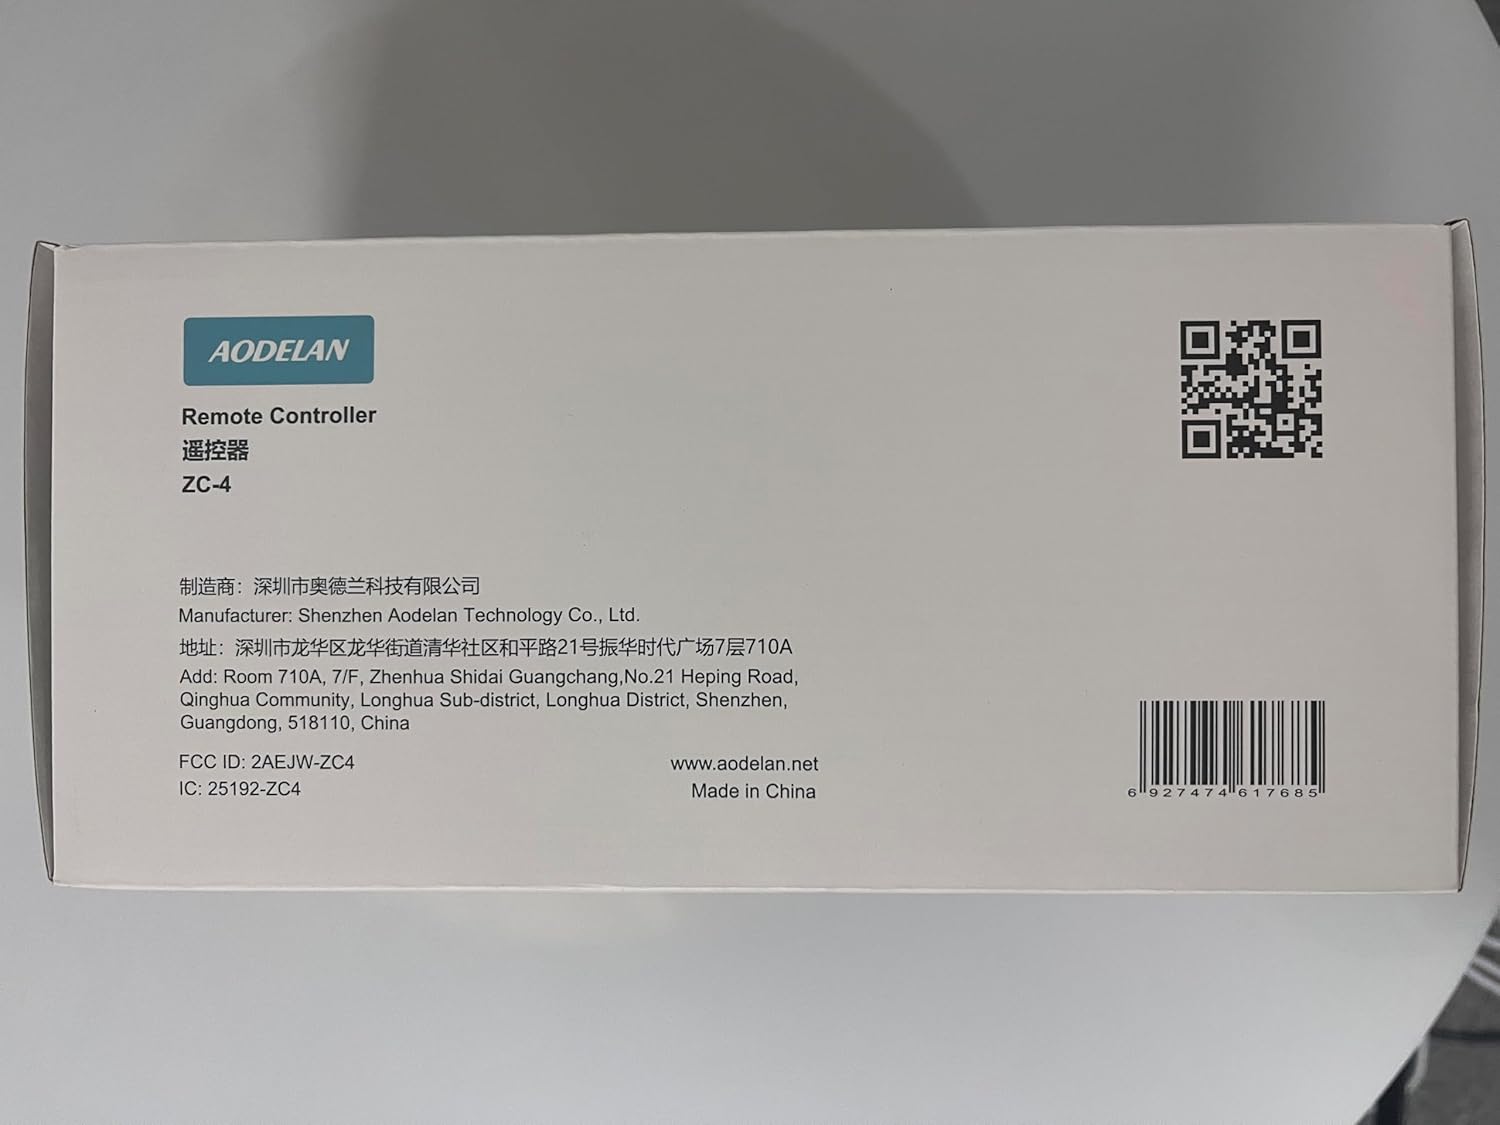 AODELAN
Remote Controller
遥控器
ZC-4
制造商：深圳市奥德兰科技有限公司
Manufacturer: Shenzhen Aodelan Technology Co., Ltd.
地址：深圳市龙华区龙华街道清华社区和平路21号振华时代广场7层710A
Add: Room 710A, 7/F, Zhenhua Shidai Guangchang,No.21 Heping Road,
Qinghua Community, Longhua Sub-district, Longhua District, Shenzhen,
Guangdong, 518110, China
FCC ID: 2AEJW-ZC4
IC: 25192-ZC4
www.aodelan.net
Made in China
6 927474 617685